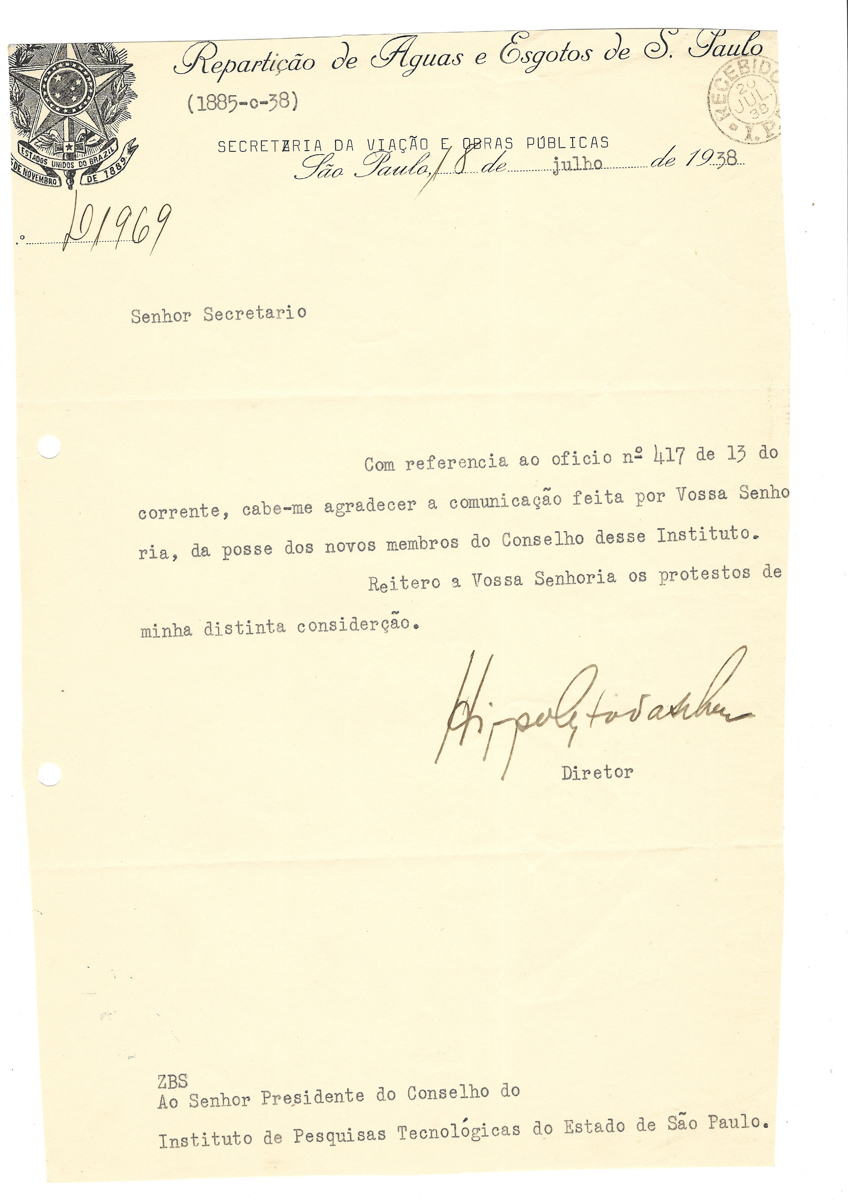 Repartição de Aguas e Esgotos de S. Paulo
(1885-c-38)
RECEBIDO
20
JUL
38
I.P.
SECRETARIA DA VIAÇÃO E OBRAS PÚBLICAS
São Paulo, 18 de julho de 1938
ESTADOS UNIDOS DO BRAZIL
DE NOVEMBRO DE 1889
D1969
Senhor Secretario
Com referencia ao oficio nº 417 de 13 do
corrente, cabe-me agradecer a comunicação feita por Vossa Senho
ria, da posse dos novos membros do Conselho desse Instituto.
Reitero a Vossa Senhoria os protestos de
minha distinta considerção.
Diretor
ZBS
Ao Senhor Presidente do Conselho do
Instituto de Pesquisas Tecnológicas do Estado de São Paulo.